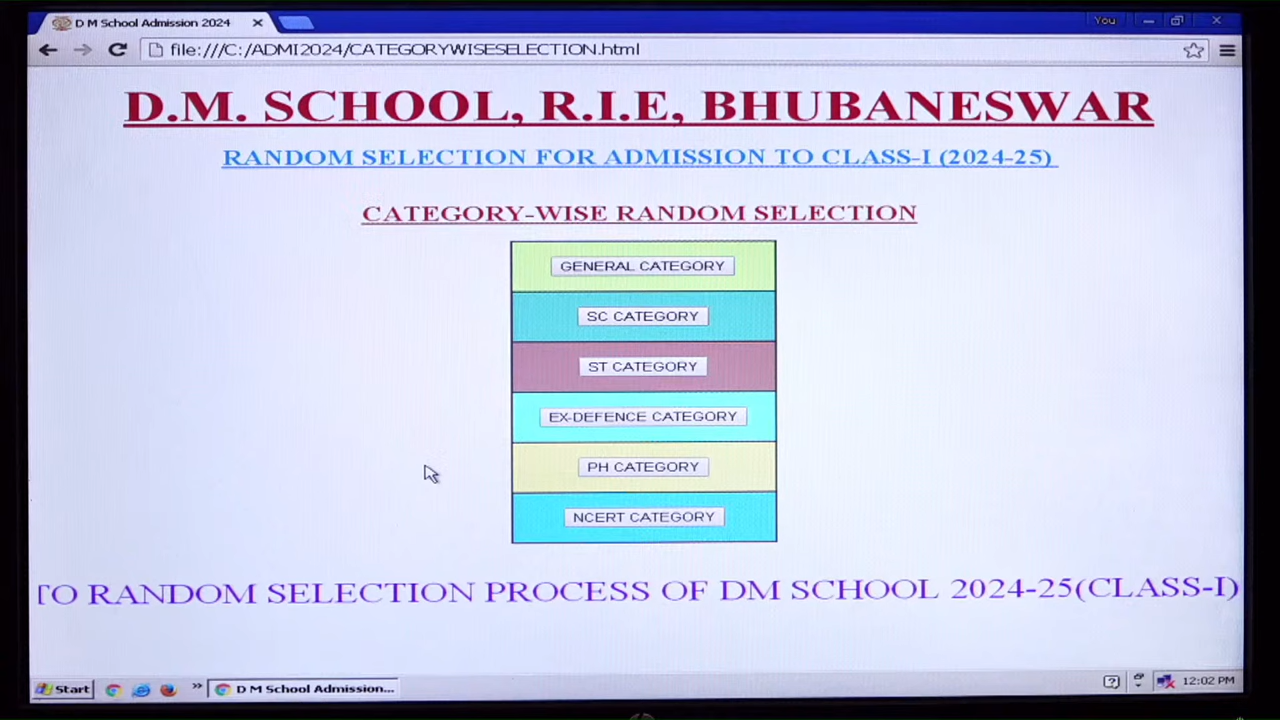 D M School Admission 2024
You
file:///C:/ADMI2024/CATEGORYWISESELECTION.html
D.M. SCHOOL, R.I.E, BHUBANESWAR
RANDOM SELECTION FOR ADMISSION TO CLASS-I (2024-25)
CATEGORY-WISE RANDOM SELECTION
GENERAL CATEGORY
SC CATEGORY
ST CATEGORY
EX-DEFENCE CATEGORY
PH CATEGORY
NCERT CATEGORY
TO RANDOM SELECTION PROCESS OF DM SCHOOL 2024-25(CLASS-I)
Start
D M School Admission...
12:02 PM